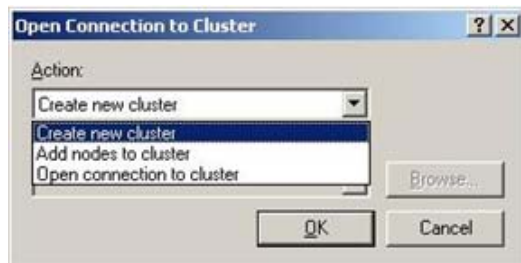 Open Connection to Cluster
Action:
Create new cluster
Create new cluster
Add nodes to cluster
Open connection to cluster
Browse...
OK
Cancel